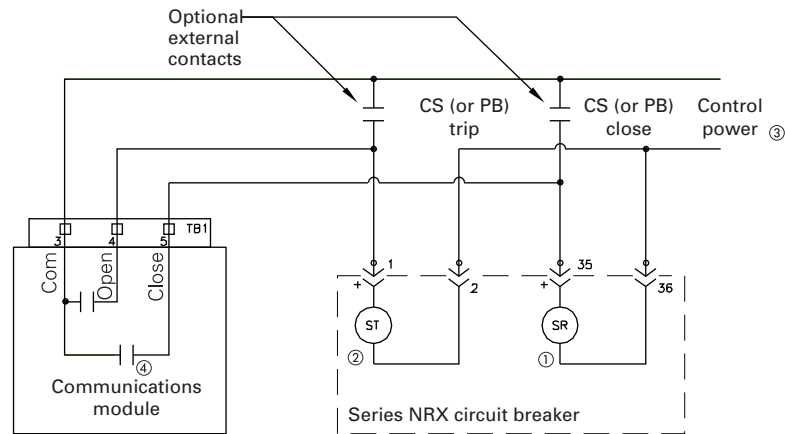 Optional
external
contacts
CS (or PB)
trip
CS (or PB)
close
Control
power ③
TB1
3 4 5
Com
Open
Close
④
Communications
module
1
+
2
35
+
36
ST
SR
②
①
Series NRX circuit breaker